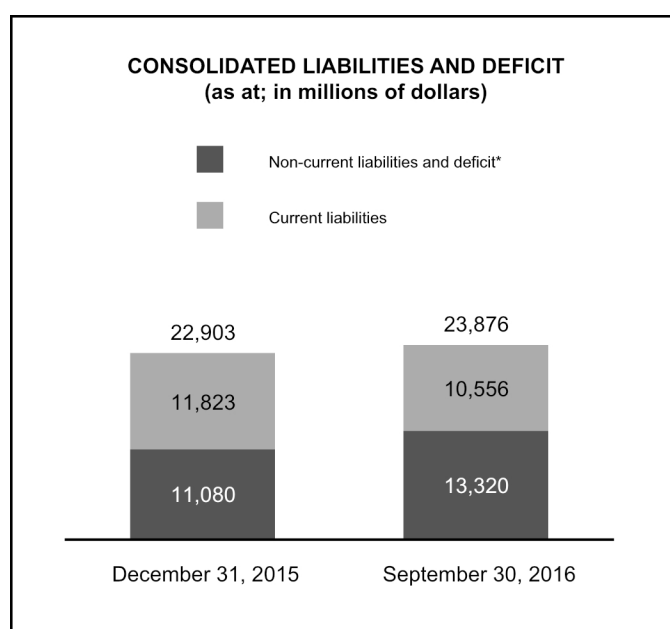 CONSOLIDATED LIABILITIES AND DEFICIT
(as at; in millions of dollars)
Non-current liabilities and deficit*
Current liabilities
22,903
23,876
11,823
10,556
11,080
13,320
December 31, 2015
September 30, 2016